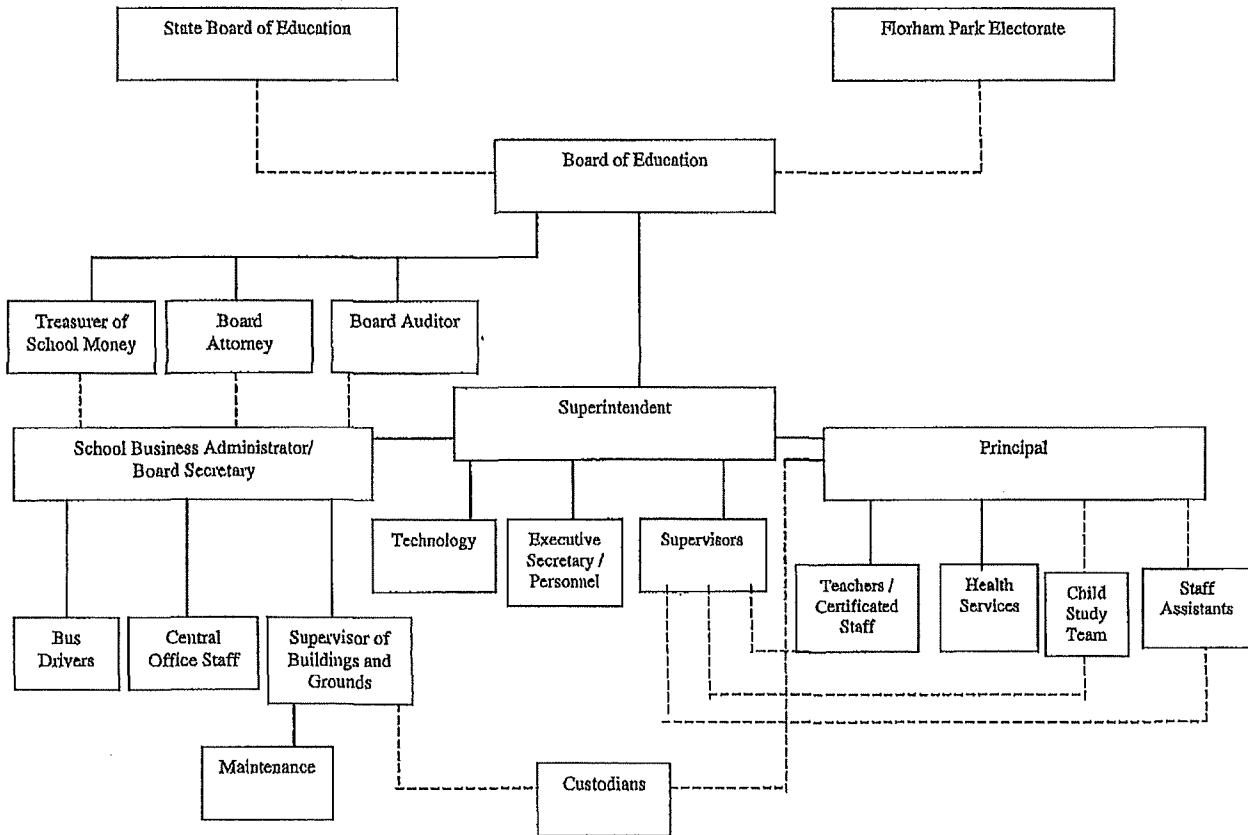 State Board of Education
Florham Park Electorate
Board of Education
Treasurer of
School Money
Board
Attorney
Board Auditor
Superintendent
School Business Administrator/
Board Secretary
Principal
Technology
Executive
Secretary /
Personnel
Supervisors
Teachers /
Certificated
Staff
Health
Services
Child
Study
Team
Staff
Assistants
Bus
Drivers
Central
Office Staff
Supervisor of
Buildings and
Grounds
Maintenance
Custodians